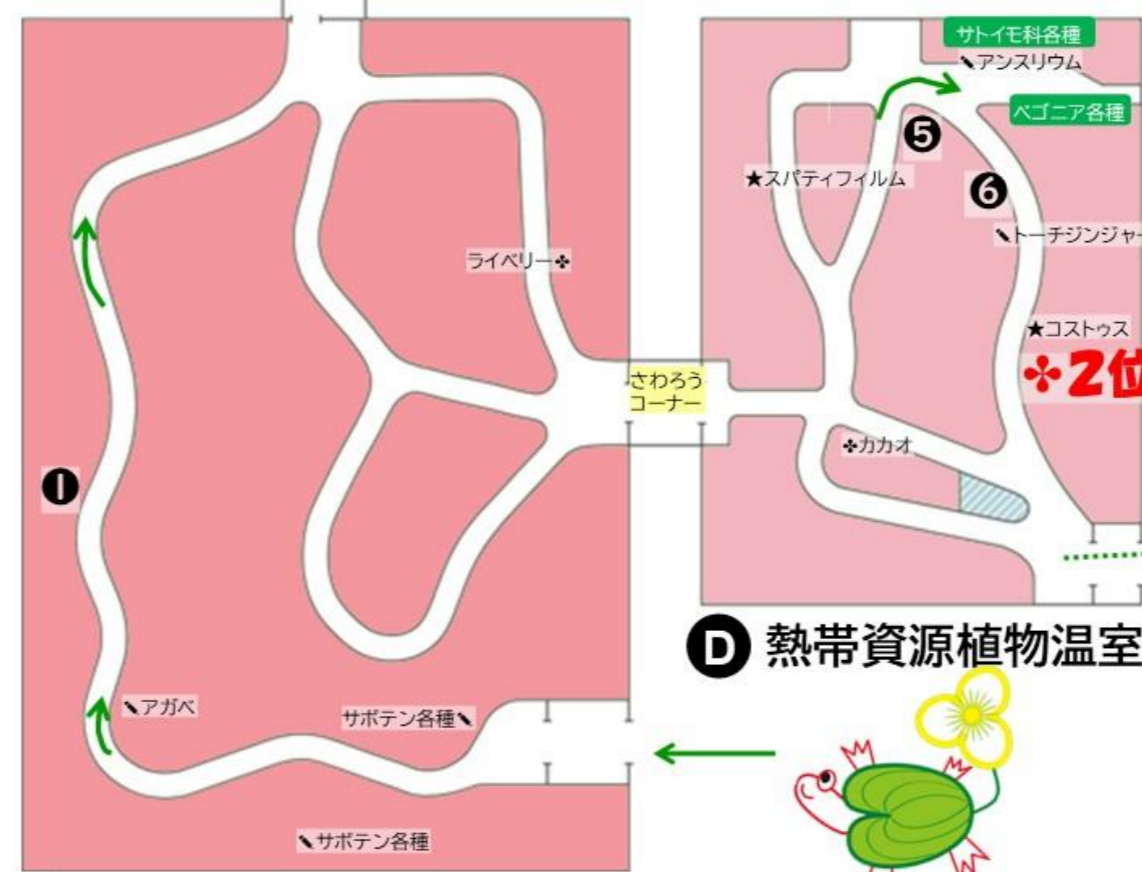 サトイモ科各種
✎アンスリウム
ベゴニア各種
❺
★スパティフィルム
❻
✎トーチジンジャー
ライベリー✤
★コストゥス
✤2位
さわろう
コーナー
✤カカオ
❶
D 熱帯資源植物温室
✎アガベ
サボテン各種✎
✎サボテン各種